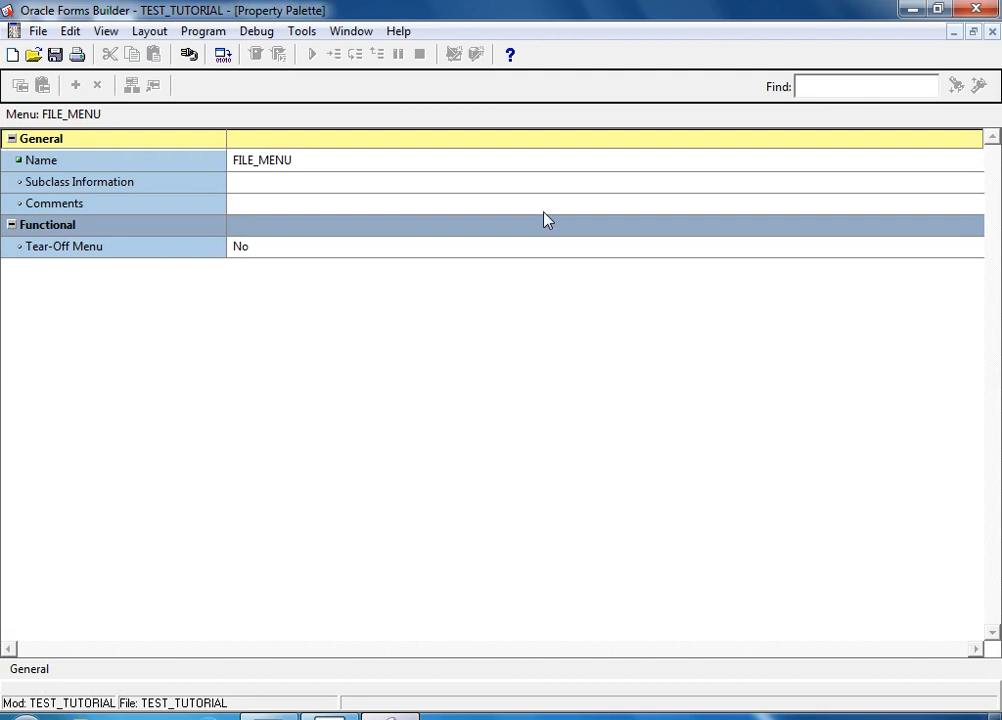 Oracle Forms Builder - TEST_TUTORIAL - [Property Palette]
File Edit View Layout Program Debug Tools Window Help
Find:
Menu: FILE_MENU
General
Name FILE_MENU
Subclass Information
Comments
Functional
Tear-Off Menu No
General
Mod: TEST_TUTORIAL File: TEST_TUTORIAL